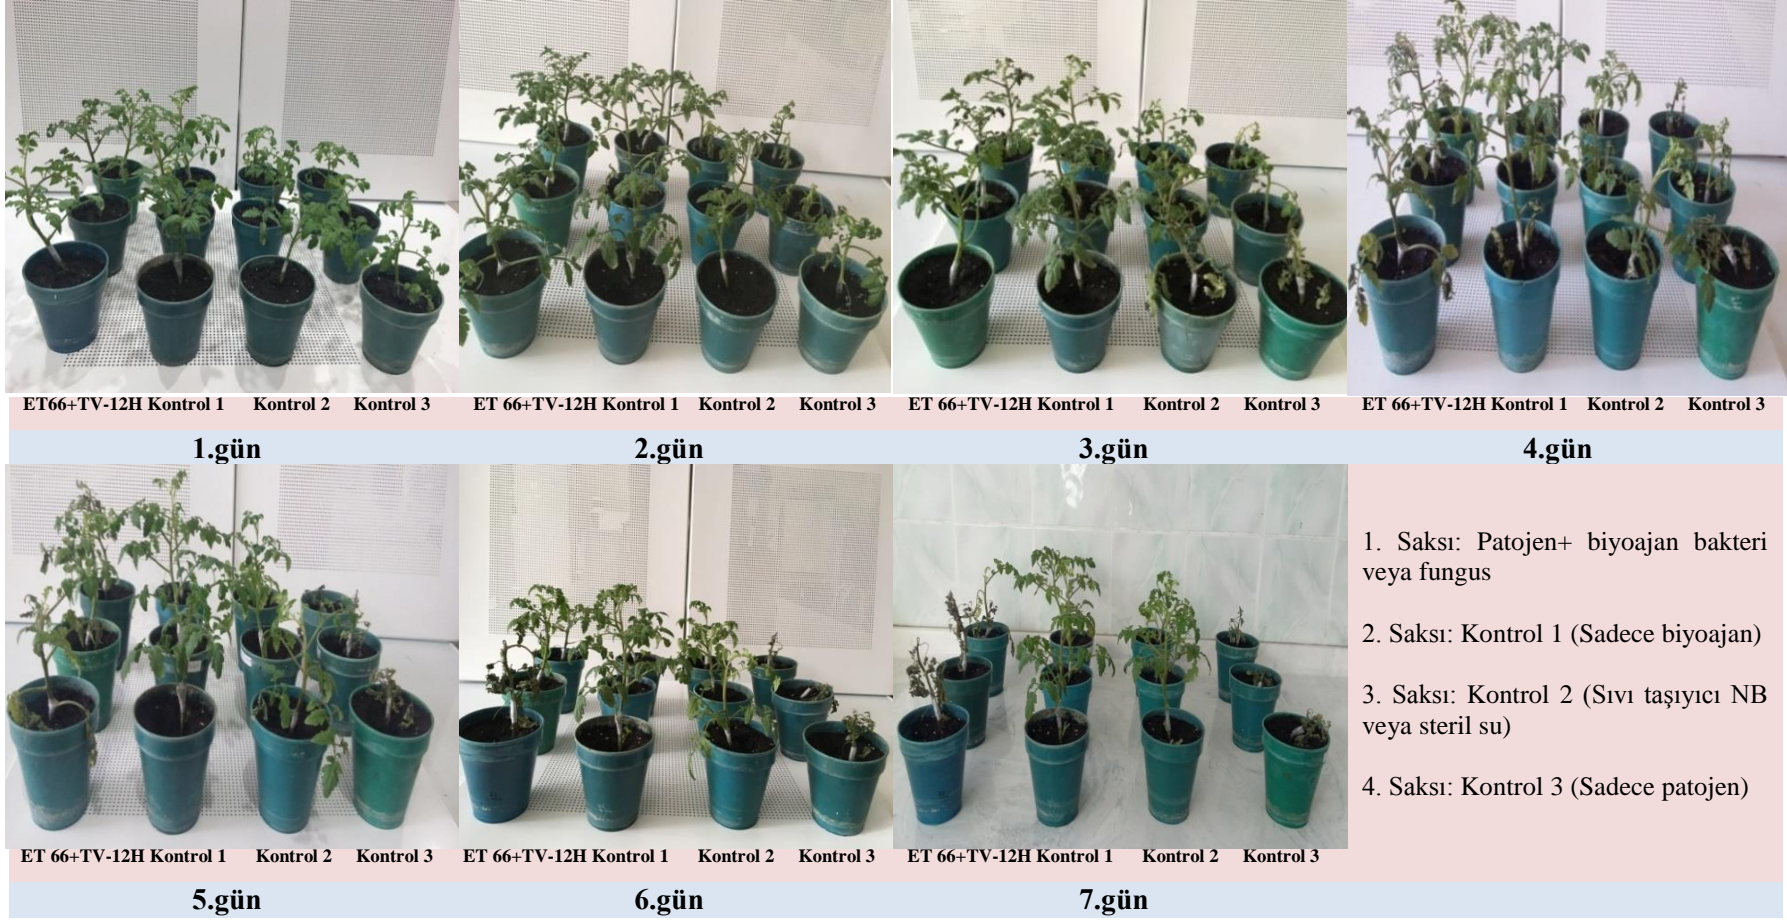 ET66+TV-12H Kontrol 1 Kontrol 2 Kontrol 3
ET 66+TV-12H Kontrol 1 Kontrol 2 Kontrol 3
ET 66+TV-12H Kontrol 1 Kontrol 2 Kontrol 3
ET 66+TV-12H Kontrol 1 Kontrol 2 Kontrol 3
1.gün
2.gün
3.gün
4.gün
1. Saksı: Patojen+ biyoajan bakteri
veya fungus
2. Saksı: Kontrol 1 (Sadece biyoajan)
3. Saksı: Kontrol 2 (Sıvı taşıyıcı NB
veya steril su)
4. Saksı: Kontrol 3 (Sadece patojen)
ET 66+TV-12H Kontrol 1 Kontrol 2 Kontrol 3
ET 66+TV-12H Kontrol 1 Kontrol 2 Kontrol 3
ET 66+TV-12H Kontrol 1 Kontrol 2 Kontrol 3
5.gün
6.gün
7.gün